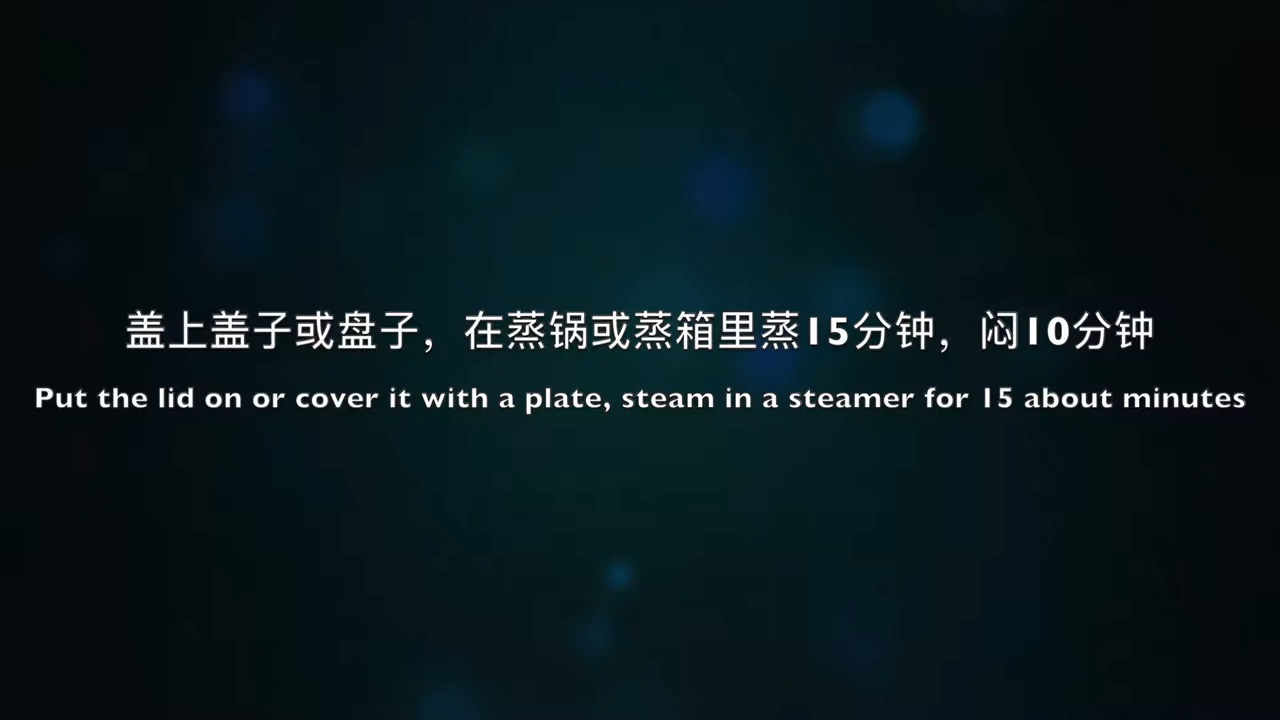 盖上盖子或盘子，在蒸锅或蒸箱里蒸15分钟，闷10分钟
Put the lid on or cover it with a plate, steam in a steamer for 15 about minutes